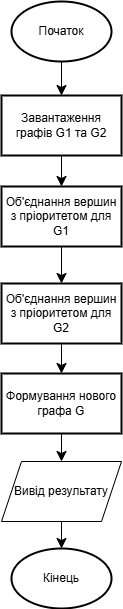 Початок
Завантаження
графів G1 та G2
Об'єднання вершин
з пріоритетом для
G1
Об'єднання вершин
з пріоритетом для
G2
Формування нового
графа G
Вивід результату
Кінець